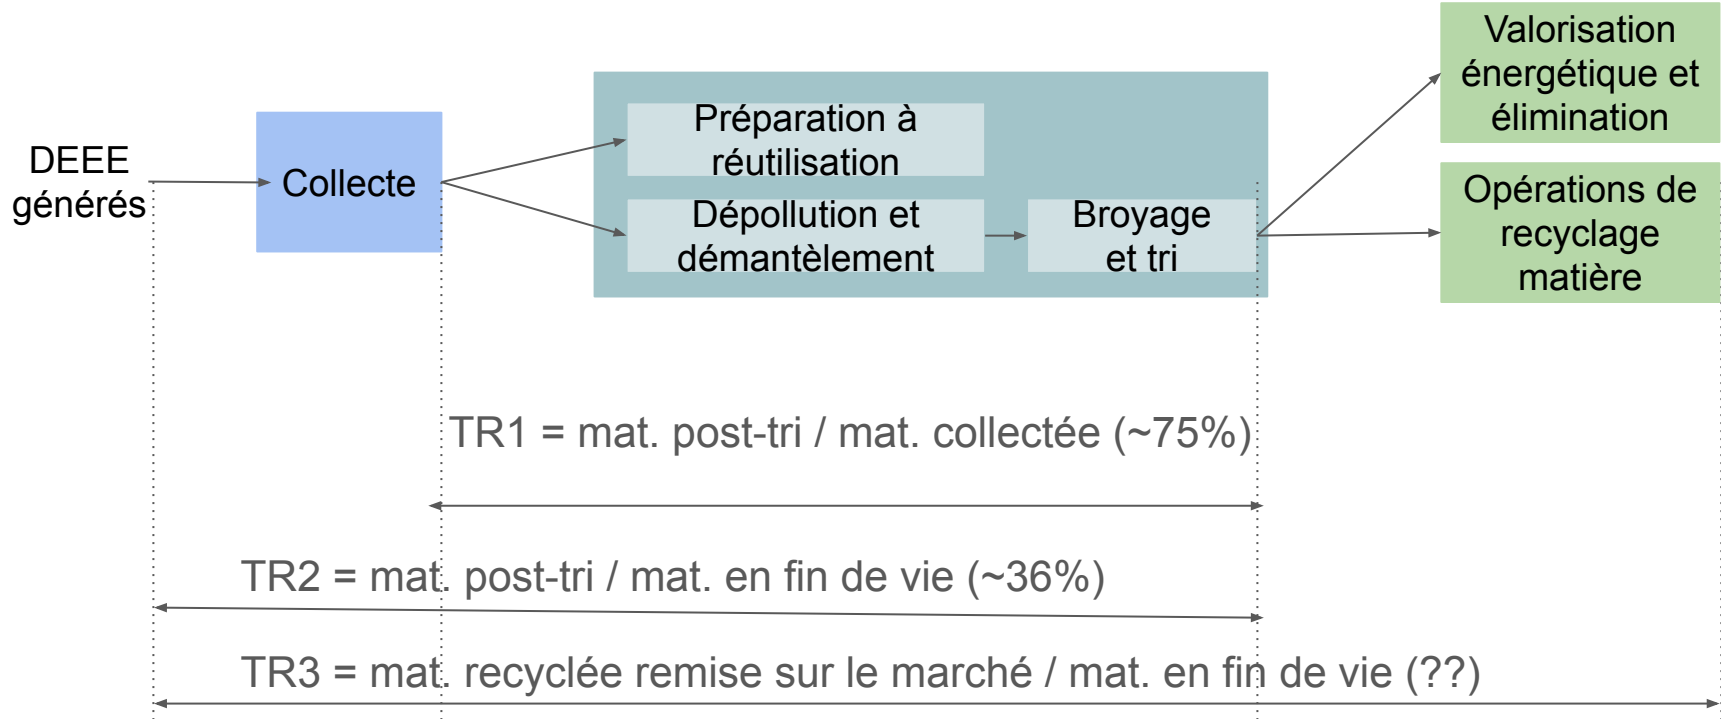 DEEE
générés
Collecte
Préparation à
réutilisation
Dépollution et
démantèlement
Broyage
et tri
Valorisation
énergétique et
élimination
Opérations de
recyclage
matière
TR1 = mat. post-tri / mat. collectée (~75%)
TR2 = mat. post-tri / mat. en fin de vie (~36%)
TR3 = mat. recyclée remise sur le marché / mat. en fin de vie (??)